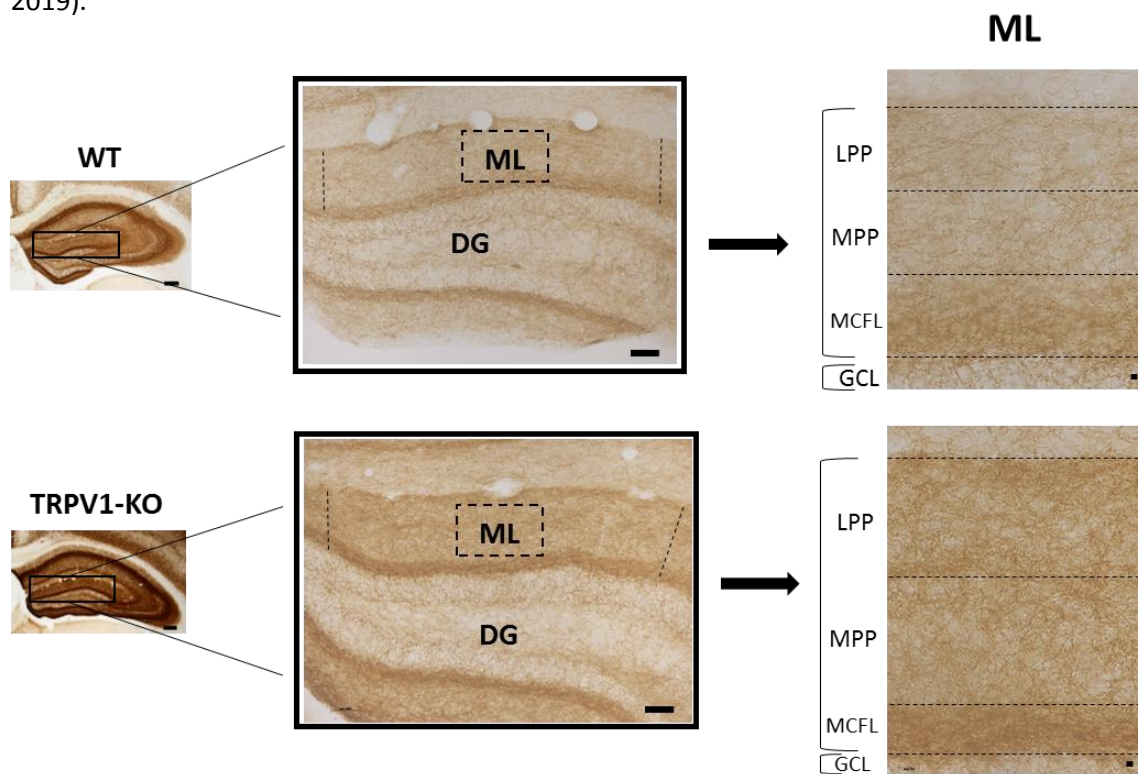 2019).
ML
WT
ML
DG
LPP
MPP
MCFL
GCL
TRPV1-KO
ML
DG
LPP
MPP
MCFL
GCL